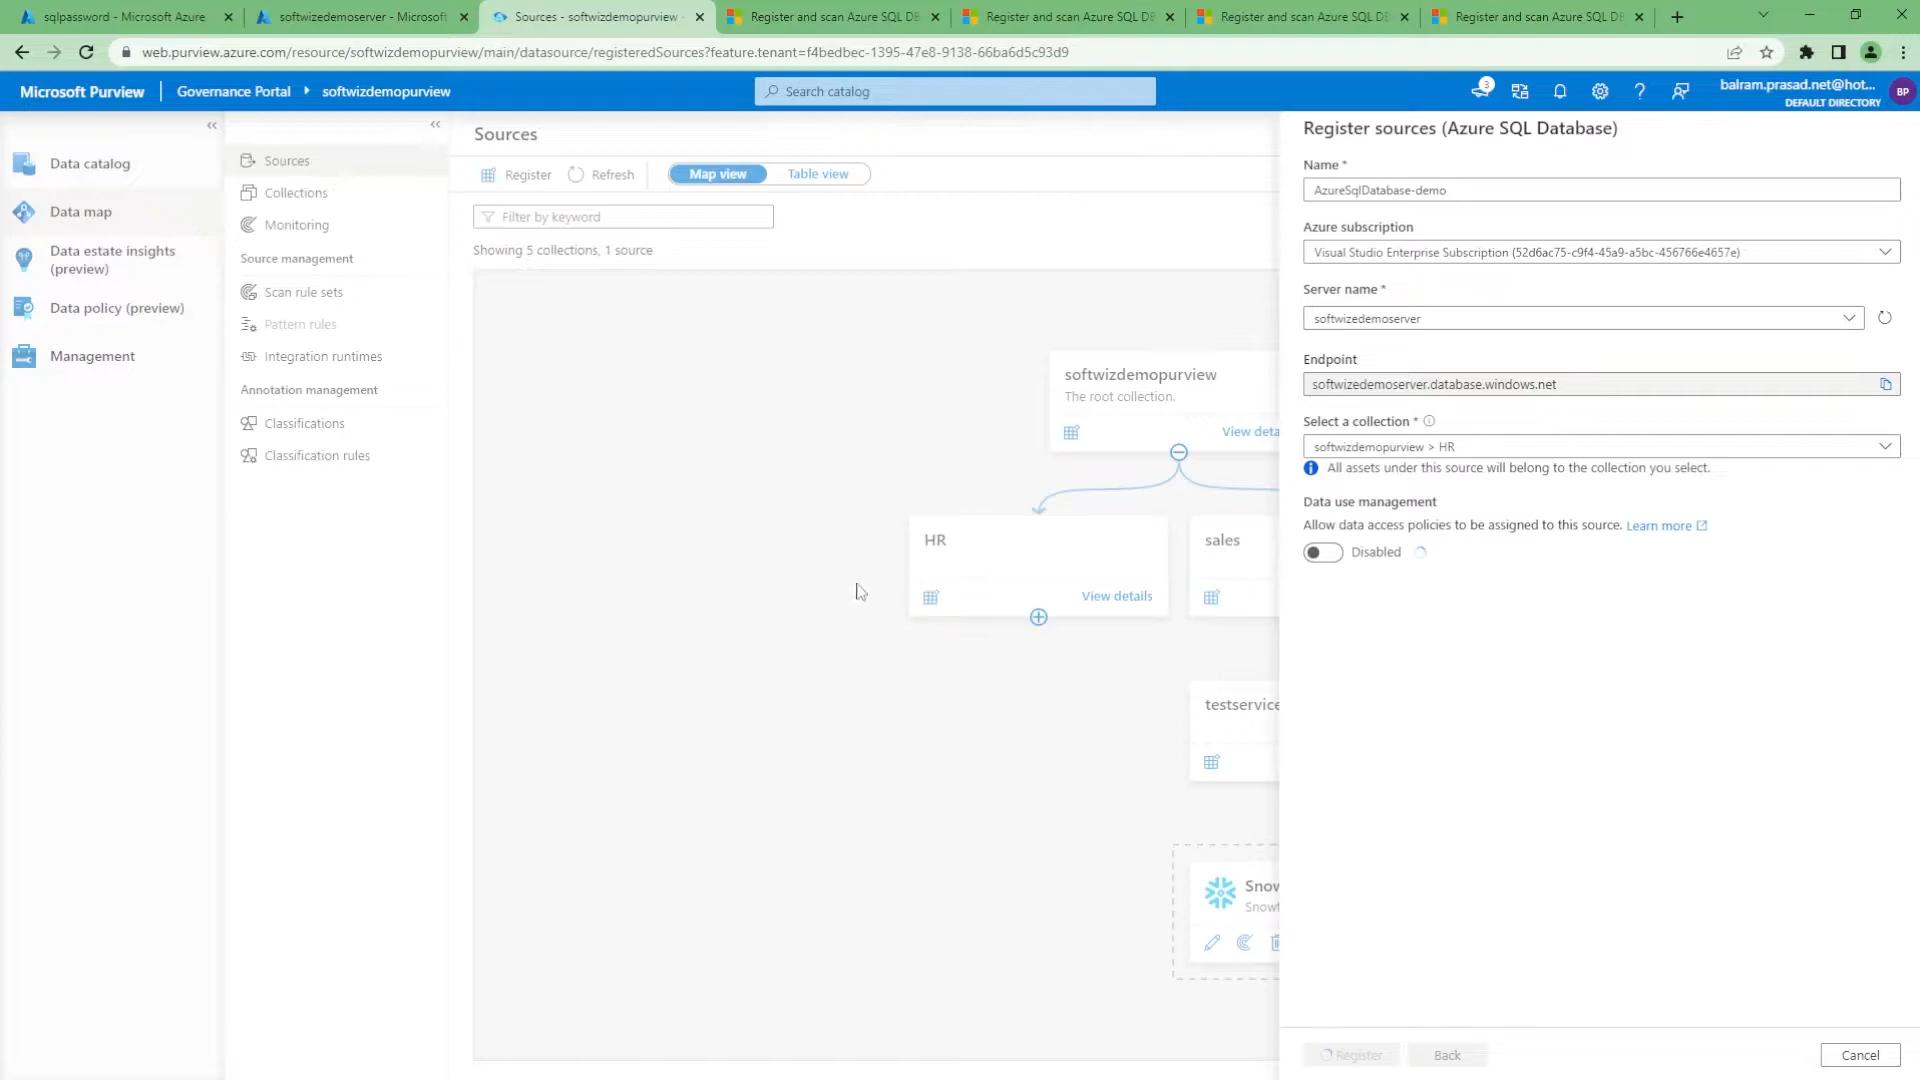 sqlpassword - Microsoft Azure
softwizedemoserver - Microsoft
Sources - softwizdemopurview
Register and scan Azure SQL DB
Register and scan Azure SQL DB
Register and scan Azure SQL DB
Register and scan Azure SQL DB
web.purview.azure.com/resource/softwizdemopurview/main/datasource/registeredSources?feature.tenant=f4bedbec-1395-47e8-9138-66ba6d5c93d9
Microsoft Purview
Governance Portal
softwizdemopurview
Search catalog
3
balram.prasad.net@hot...
DEFAULT DIRECTORY
BP
Data catalog
Data map
Data estate insights
(preview)
Data policy (preview)
Management
Sources
Collections
Monitoring
Source management
Scan rule sets
Pattern rules
Integration runtimes
Annotation management
Classifications
Classification rules
Sources
Register
Refresh
Map view
Table view
Filter by keyword
Showing 5 collections, 1 source
softwizdemopurview
The root collection.
View deta
HR
View details
sales
testservice
Snow
Snowf
Register sources (Azure SQL Database)
Name *
AzureSqlDatabase-demo
Azure subscription
Visual Studio Enterprise Subscription (52d6ac75-c9f4-45a9-a5bc-456766e4657e)
Server name *
softwizedemoserver
Endpoint
softwizedemoserver.database.windows.net
Select a collection *
softwizdemopurview > HR
All assets under this source will belong to the collection you select.
Data use management
Allow data access policies to be assigned to this source. Learn more
Disabled
Register
Back
Cancel